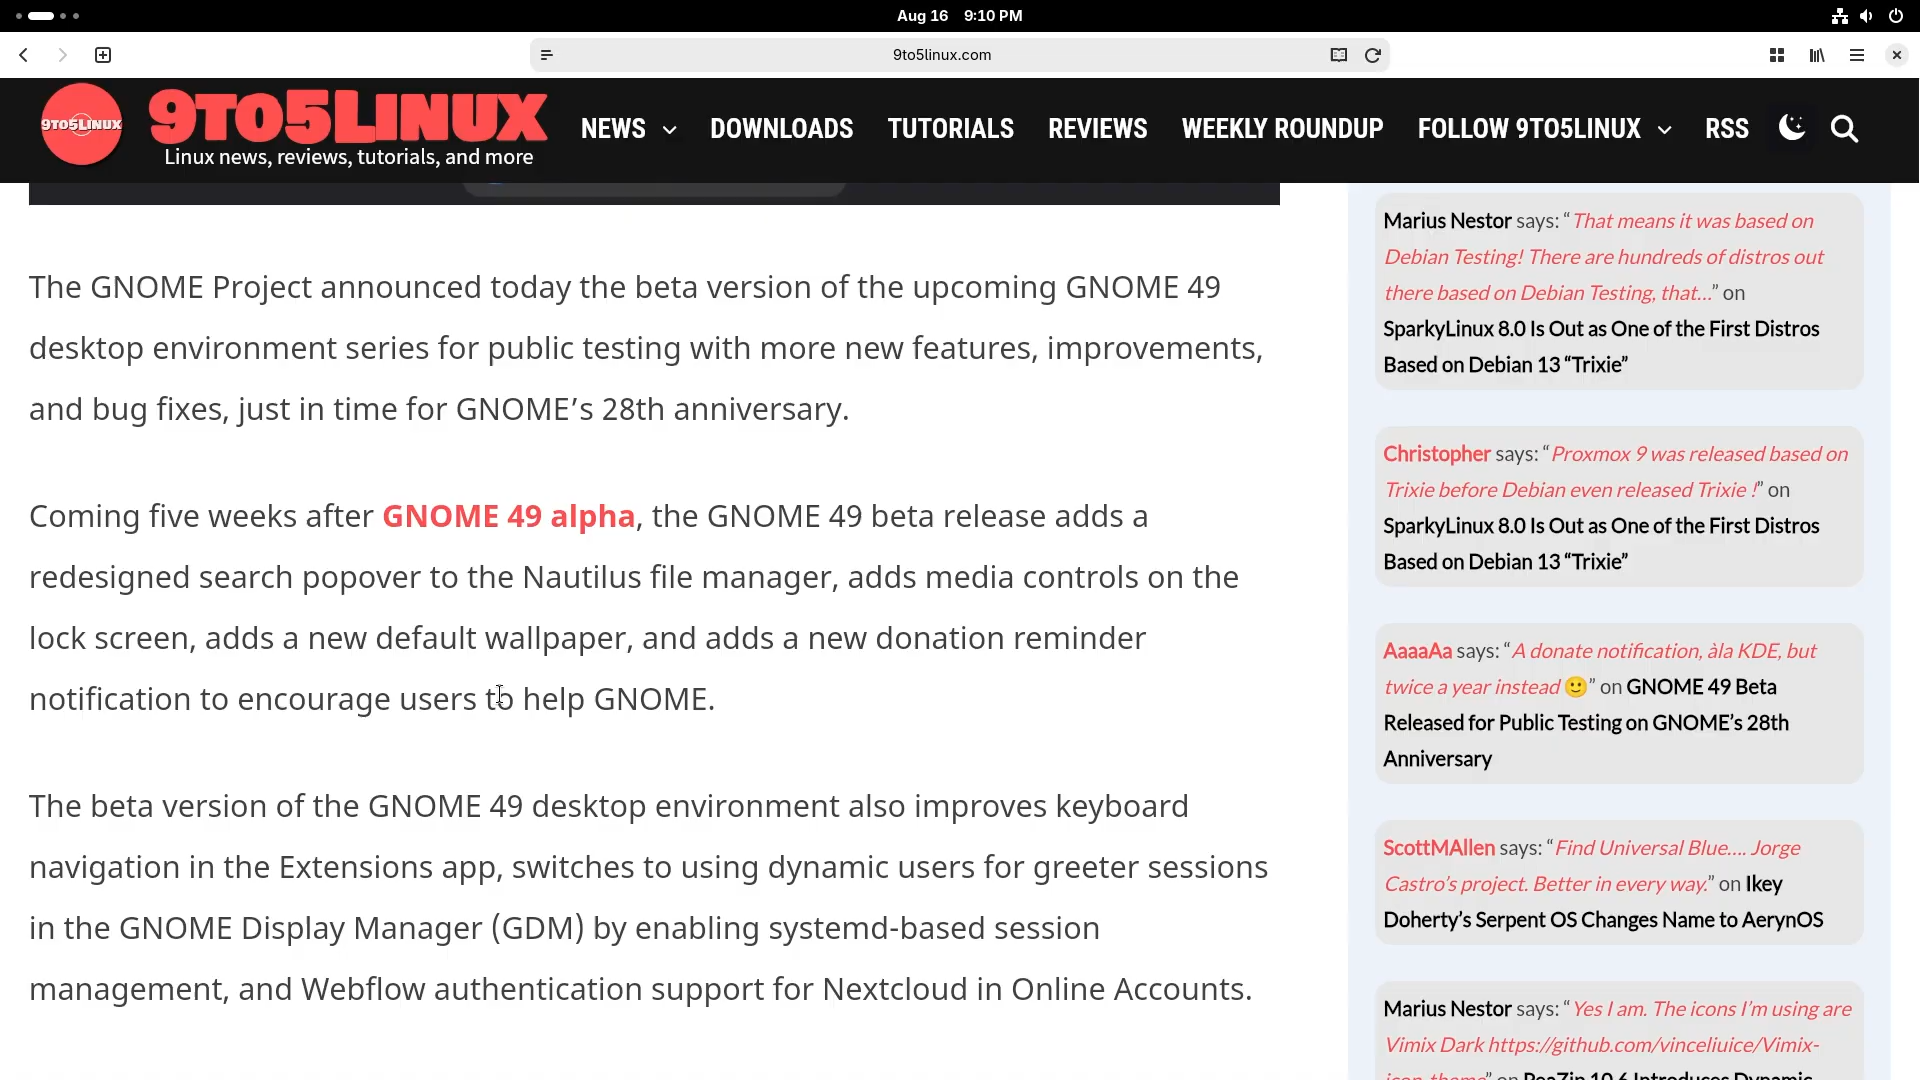 Aug 16 9:10 PM
9to5linux.com
9TO5LINUX
9TO5LINUX
Linux news, reviews, tutorials, and more
NEWS
DOWNLOADS
TUTORIALS
REVIEWS
WEEKLY ROUNDUP
FOLLOW 9TO5LINUX
RSS
The GNOME Project announced today the beta version of the upcoming GNOME 49
desktop environment series for public testing with more new features, improvements,
and bug fixes, just in time for GNOME’s 28th anniversary.
Coming five weeks after GNOME 49 alpha, the GNOME 49 beta release adds a
redesigned search popover to the Nautilus file manager, adds media controls on the
lock screen, adds a new default wallpaper, and adds a new donation reminder
notification to encourage users to help GNOME.
The beta version of the GNOME 49 desktop environment also improves keyboard
navigation in the Extensions app, switches to using dynamic users for greeter sessions
in the GNOME Display Manager (GDM) by enabling systemd-based session
management, and Webflow authentication support for Nextcloud in Online Accounts.
Marius Nestor says: “That means it was based on
Debian Testing! There are hundreds of distros out
there based on Debian Testing, that…” on
SparkyLinux 8.0 Is Out as One of the First Distros
Based on Debian 13 “Trixie”
Christopher says: “Proxmox 9 was released based on
Trixie before Debian even released Trixie !” on
SparkyLinux 8.0 Is Out as One of the First Distros
Based on Debian 13 “Trixie”
AaaaAa says: “A donate notification, àla KDE, but
twice a year instead 🙂” on GNOME 49 Beta
Released for Public Testing on GNOME’s 28th
Anniversary
ScottMAllen says: “Find Universal Blue…. Jorge
Castro’s project. Better in every way.” on Ikey
Doherty’s Serpent OS Changes Name to AerynOS
Marius Nestor says: “Yes I am. The icons I’m using are
Vimix Dark https://github.com/vinceliuice/Vimix-
icon-theme” on PeaZip 10.6 Introduces Dynamic